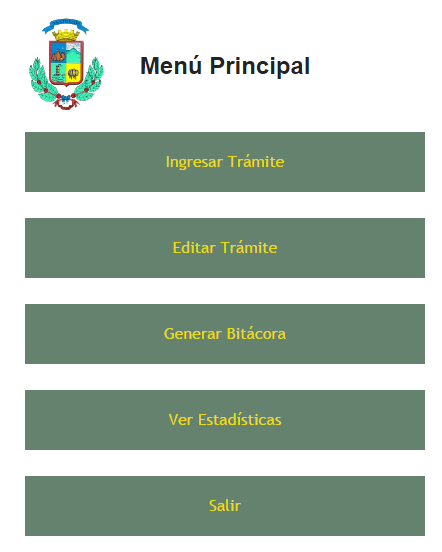 Menú Principal
Ingresar Trámite
Editar Trámite
Generar Bitácora
Ver Estadísticas
Salir